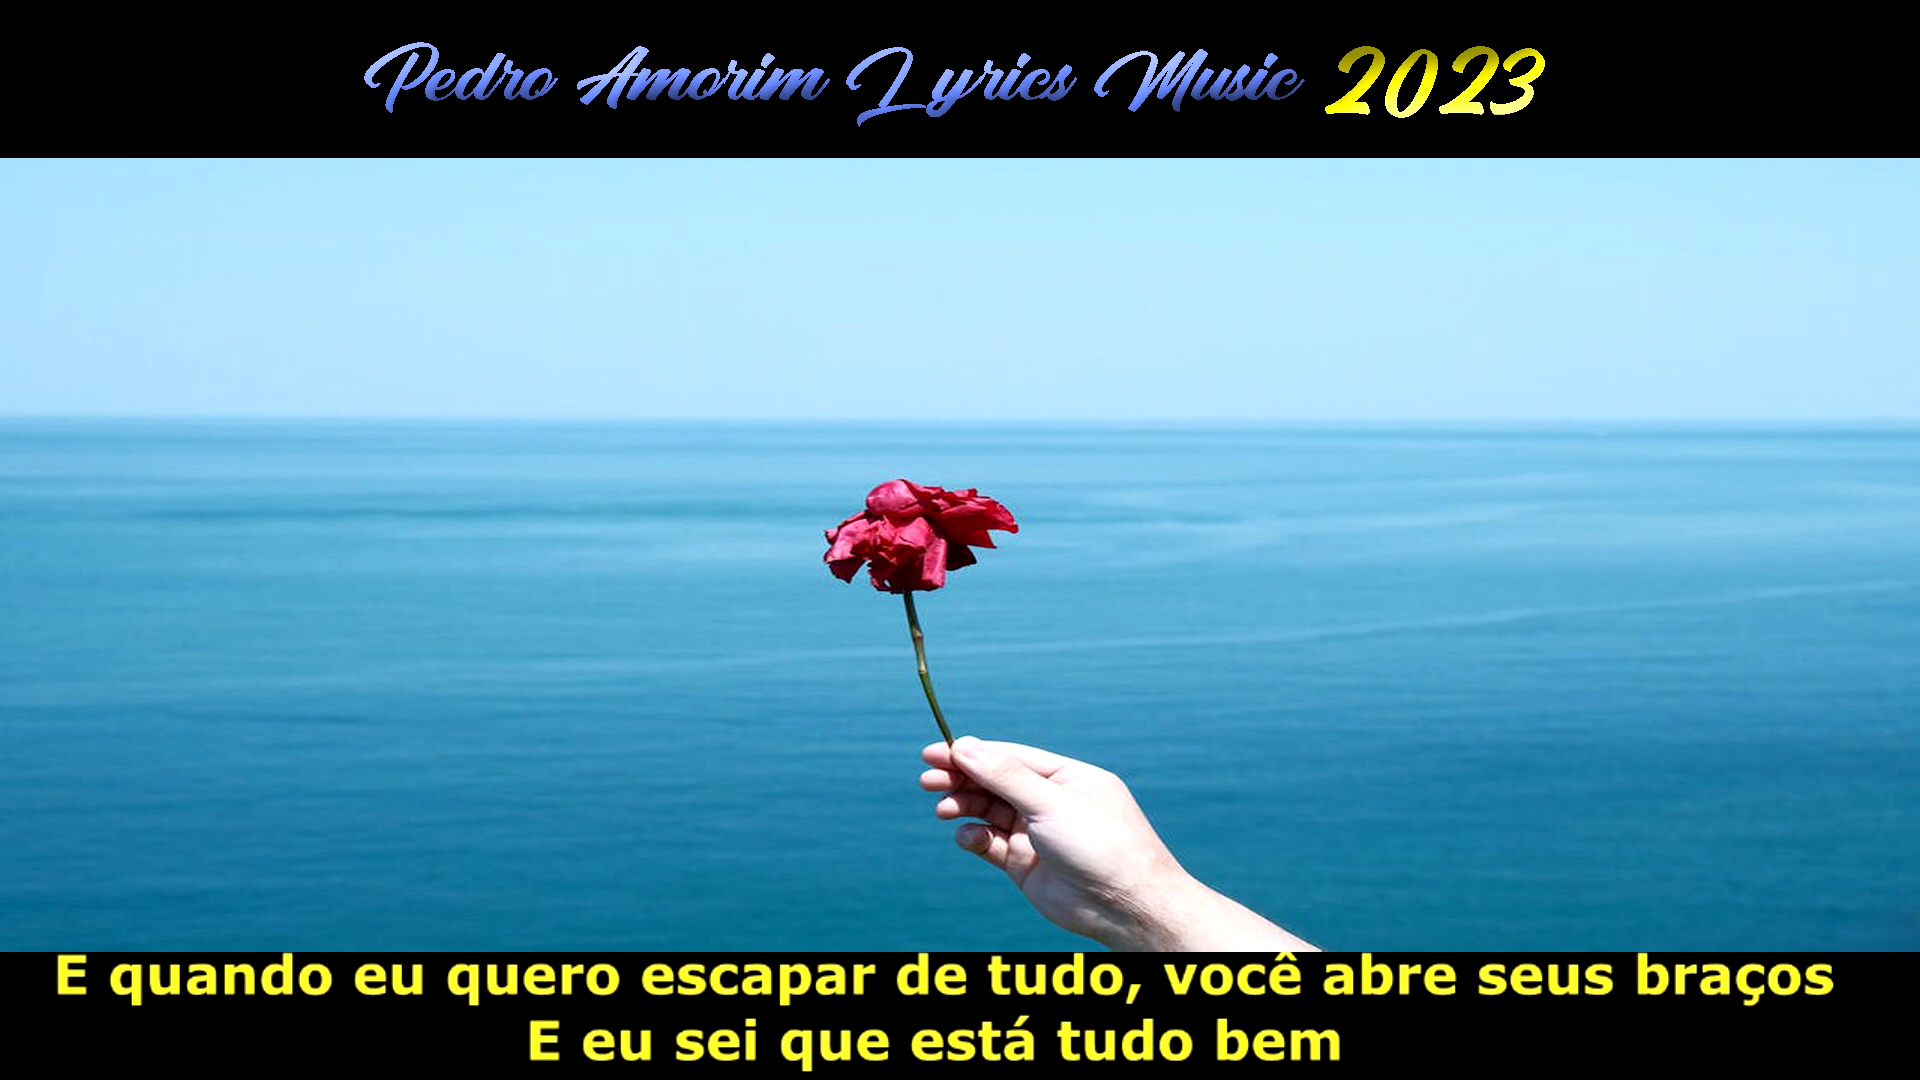 Pedro Amorim Lyrics Music 2023
E quando eu quero escapar de tudo, você abre seus braços
E eu sei que está tudo bem